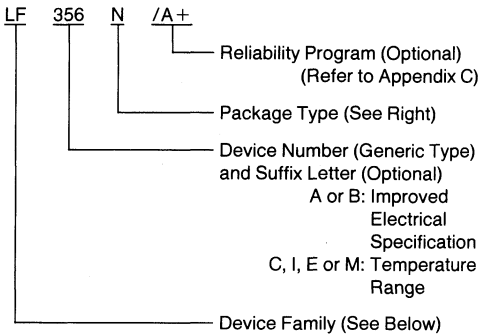 LF 356 N /A+
Reliability Program (Optional)
(Refer to Appendix C)
Package Type (See Right)
Device Number (Generic Type)
and Suffix Letter (Optional)
A or B: Improved
Electrical
Specification
C, I, E or M: Temperature
Range
Device Family (See Below)